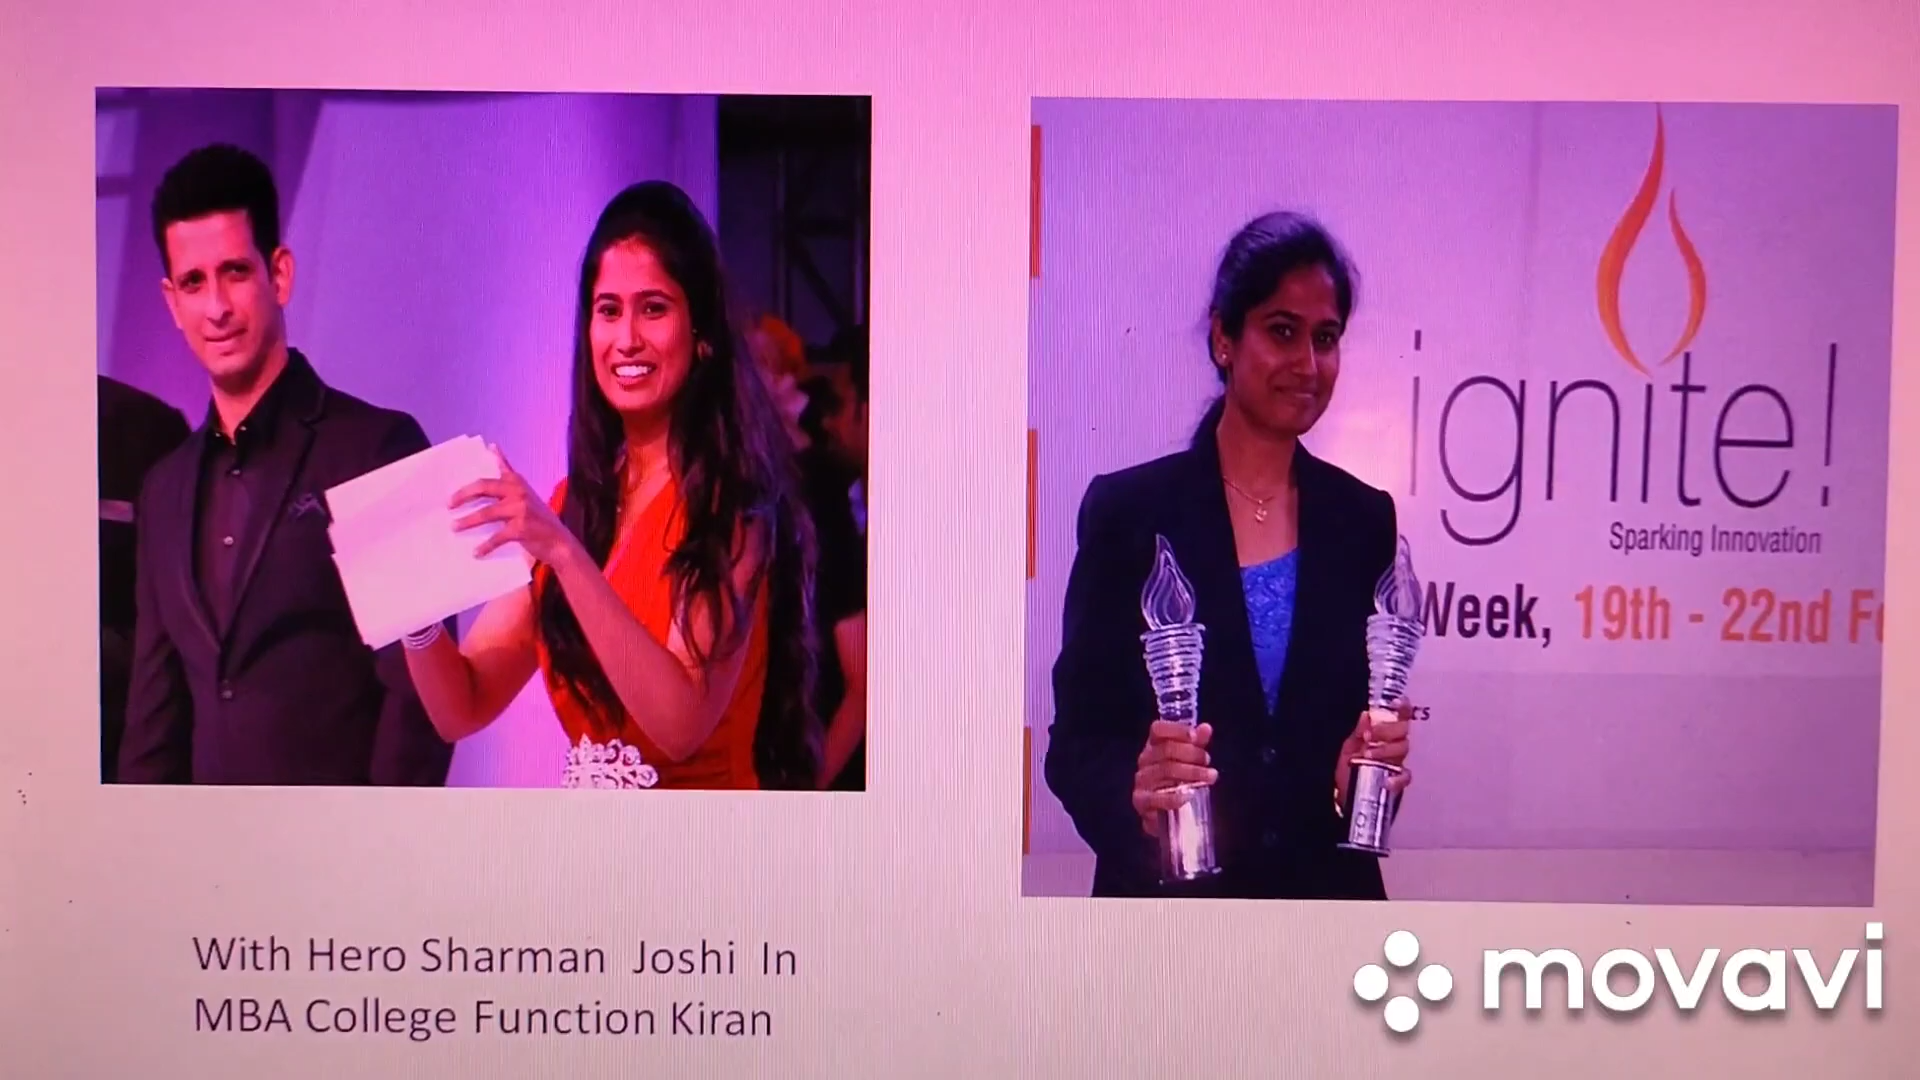 ignite!
Sparking Innovation
Week, 19th - 22nd
With Hero Sharman Joshi In
MBA College Function Kiran
movavi